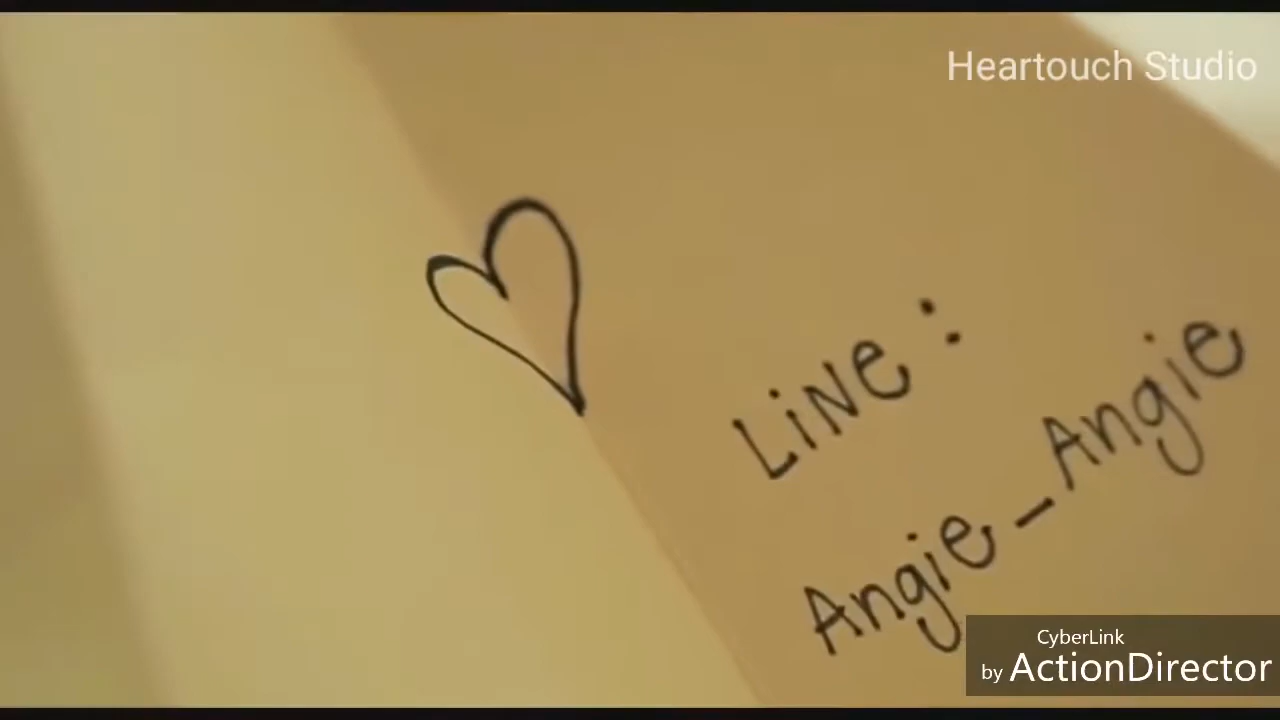 Heartouch Studio
LiNe :
Angie_Angie
CyberLink
by ActionDirector